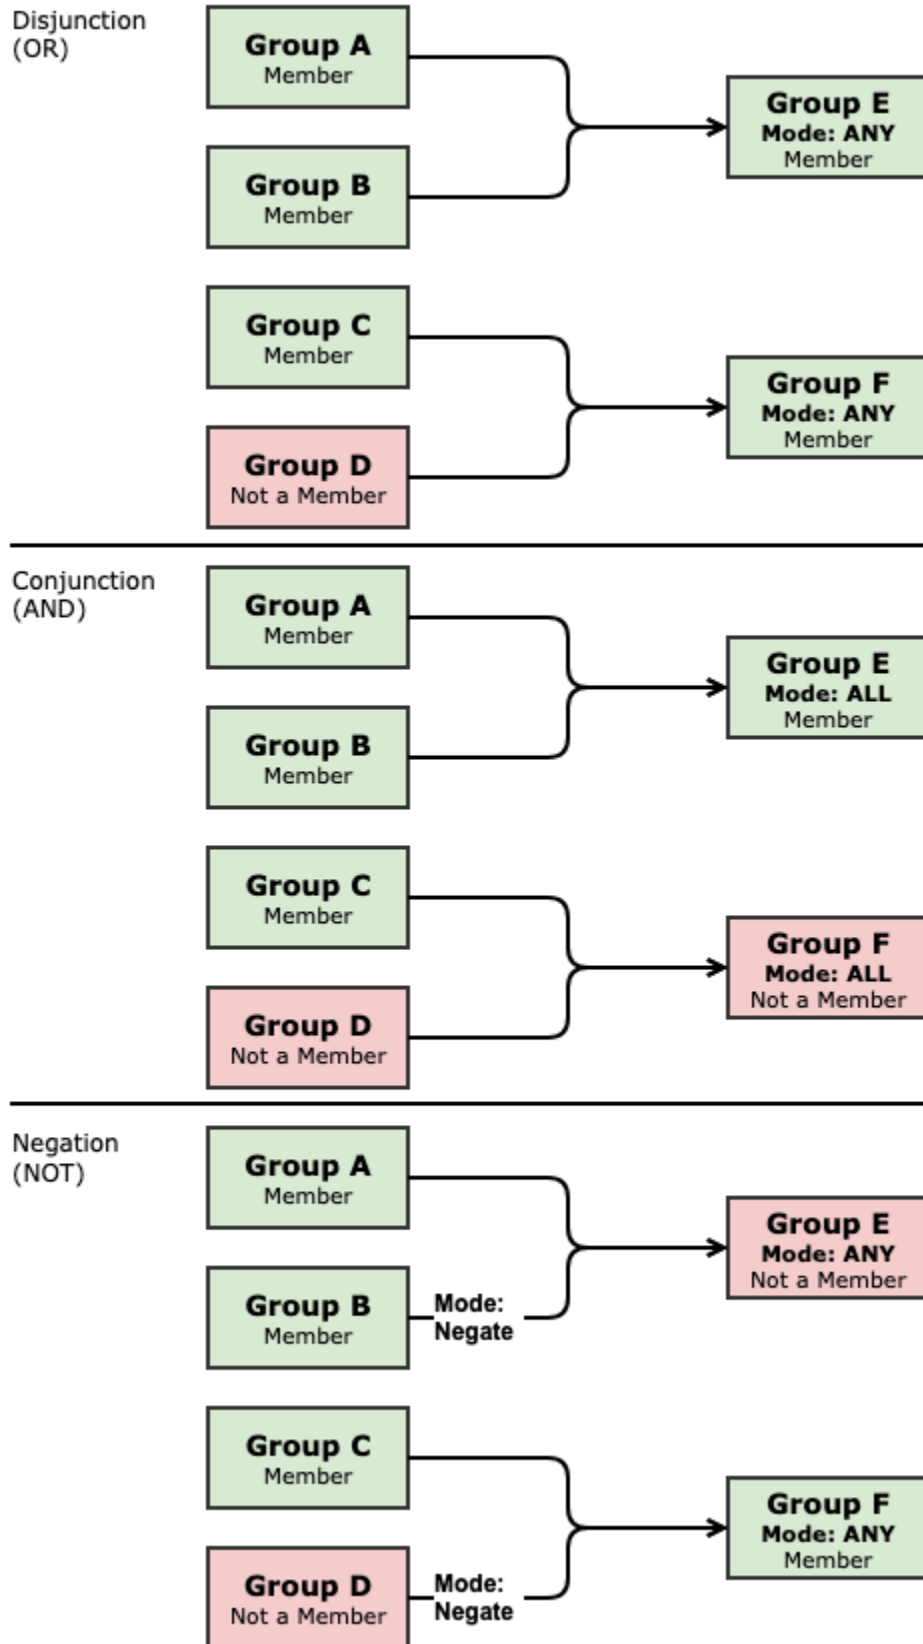 Disjunction
(OR)
Group A
Member
Group B
Member
Group E
Mode: ANY
Member
Group C
Member
Group D
Not a Member
Group F
Mode: ANY
Member
Conjunction
(AND)
Group A
Member
Group B
Member
Group E
Mode: ALL
Member
Group C
Member
Group D
Not a Member
Group F
Mode: ALL
Not a Member
Negation
(NOT)
Group A
Member
Group B
Member
Mode:
Negate
Group E
Mode: ANY
Not a Member
Group C
Member
Group D
Not a Member
Mode:
Negate
Group F
Mode: ANY
Member